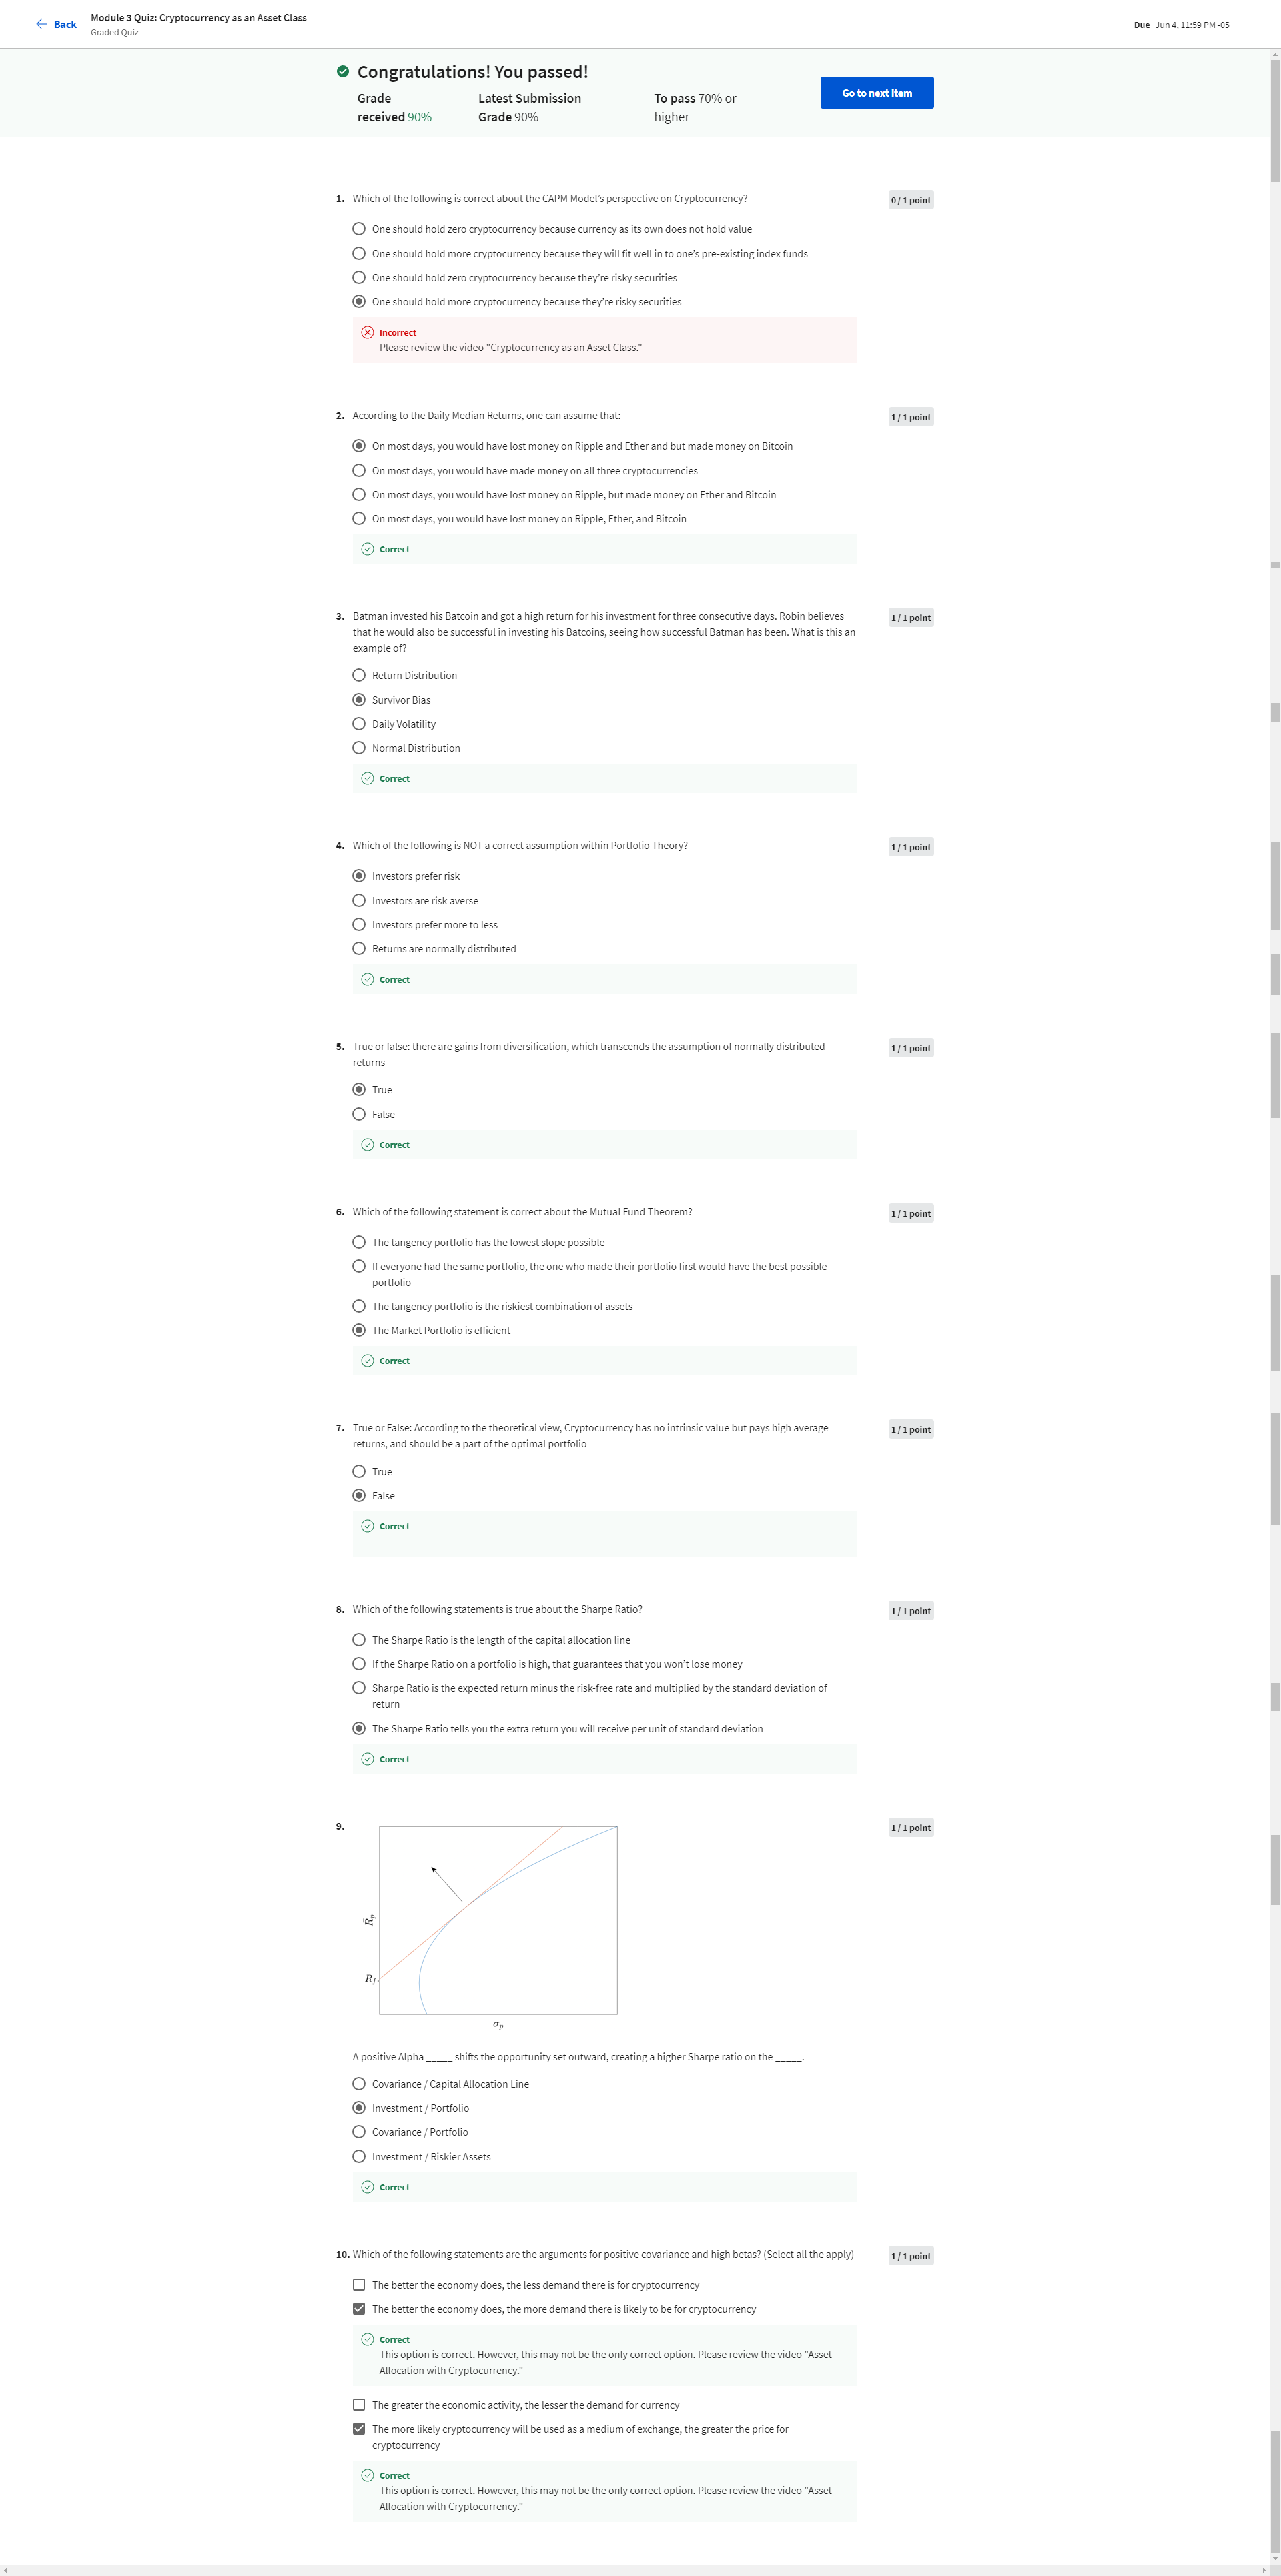 Back
Module 3 Quiz: Cryptocurrency as an Asset Class
Graded Quiz
Due Jun 4, 11:59 PM -05
Congratulations! You passed!
Grade
received 90%
Latest Submission
Grade 90%
To pass 70% or
higher
Go to next item
1. Which of the following is correct about the CAPM Model’s perspective on Cryptocurrency?
0 / 1 point
One should hold zero cryptocurrency because currency as its own does not hold value
One should hold more cryptocurrency because they will fit well in to one’s pre-existing index funds
One should hold zero cryptocurrency because they’re risky securities
One should hold more cryptocurrency because they’re risky securities
Incorrect
Please review the video "Cryptocurrency as an Asset Class."
2. According to the Daily Median Returns, one can assume that:
1 / 1 point
On most days, you would have lost money on Ripple and Ether and but made money on Bitcoin
On most days, you would have made money on all three cryptocurrencies
On most days, you would have lost money on Ripple, but made money on Ether and Bitcoin
On most days, you would have lost money on Ripple, Ether, and Bitcoin
Correct
3. Batman invested his Batcoin and got a high return for his investment for three consecutive days. Robin believes
that he would also be successful in investing his Batcoins, seeing how successful Batman has been. What is this an
example of?
1 / 1 point
Return Distribution
Survivor Bias
Daily Volatility
Normal Distribution
Correct
4. Which of the following is NOT a correct assumption within Portfolio Theory?
1 / 1 point
Investors prefer risk
Investors are risk averse
Investors prefer more to less
Returns are normally distributed
Correct
5. True or false: there are gains from diversification, which transcends the assumption of normally distributed
returns
1 / 1 point
True
False
Correct
6. Which of the following statement is correct about the Mutual Fund Theorem?
1 / 1 point
The tangency portfolio has the lowest slope possible
If everyone had the same portfolio, the one who made their portfolio first would have the best possible
portfolio
The tangency portfolio is the riskiest combination of assets
The Market Portfolio is efficient
Correct
7. True or False: According to the theoretical view, Cryptocurrency has no intrinsic value but pays high average
returns, and should be a part of the optimal portfolio
1 / 1 point
True
False
Correct
8. Which of the following statements is true about the Sharpe Ratio?
1 / 1 point
The Sharpe Ratio is the length of the capital allocation line
If the Sharpe Ratio on a portfolio is high, that guarantees that you won’t lose money
Sharpe Ratio is the expected return minus the risk-free rate and multiplied by the standard deviation of
return
The Sharpe Ratio tells you the extra return you will receive per unit of standard deviation
Correct
9.
1 / 1 point
R̄p
Rf
σp
A positive Alpha _____ shifts the opportunity set outward, creating a higher Sharpe ratio on the _____.
Covariance / Capital Allocation Line
Investment / Portfolio
Covariance / Portfolio
Investment / Riskier Assets
Correct
10. Which of the following statements are the arguments for positive covariance and high betas? (Select all the apply)
1 / 1 point
The better the economy does, the less demand there is for cryptocurrency
The better the economy does, the more demand there is likely to be for cryptocurrency
Correct
This option is correct. However, this may not be the only correct option. Please review the video "Asset
Allocation with Cryptocurrency."
The greater the economic activity, the lesser the demand for currency
The more likely cryptocurrency will be used as a medium of exchange, the greater the price for
cryptocurrency
Correct
This option is correct. However, this may not be the only correct option. Please review the video "Asset
Allocation with Cryptocurrency."